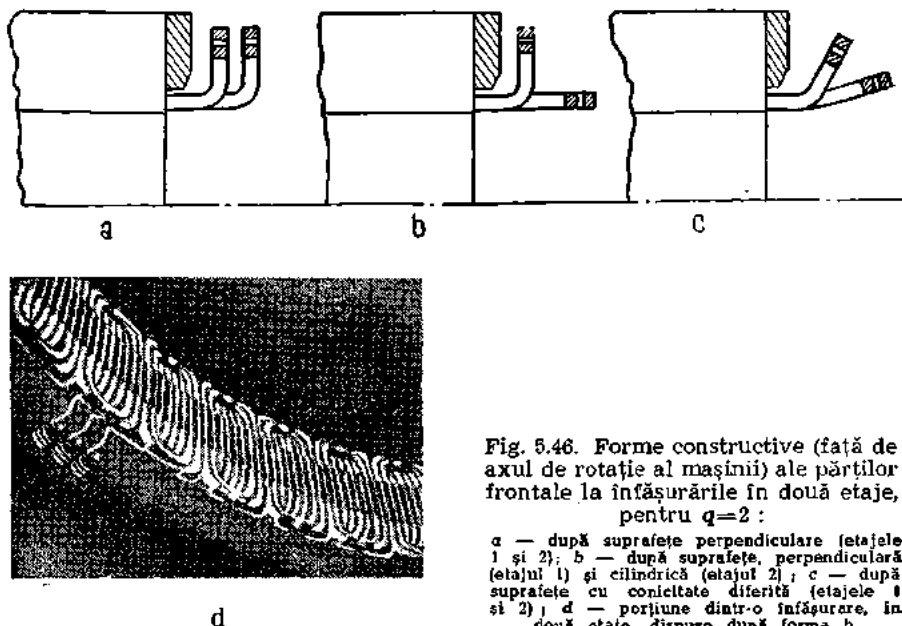 a
b
c
d
Fig. 5.46. Forme constructive (față de
axul de rotație al mașinii) ale părților
frontale la înfășurările în două etaje,
pentru q=2 :
a — după suprafețe perpendiculare (etajele
1 și 2); b — după suprafețe, perpendiculară
(etajul 1) și cilindrică (etajul 2) ; c — după
suprafețe cu conicitate diferită (etajele 1
și 2) ; d — porțiune dintr-o înfășurare, în
două etaje, dispuse după forma b